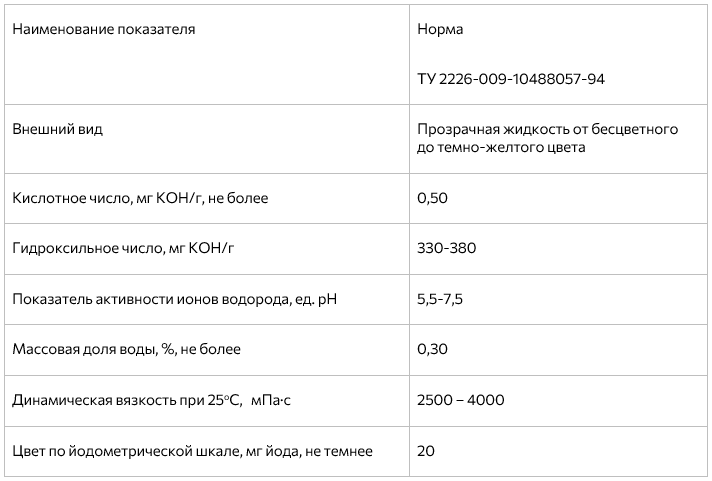 Наименование показателя
Норма
ТУ 2226-009-10488057-94
Внешний вид
Прозрачная жидкость от бесцветного
до темно-желтого цвета
Кислотное число, мг КОН/г, не более
0,50
Гидроксильное число, мг КОН/г
330-380
Показатель активности ионов водорода, ед. рН
5,5-7,5
Массовая доля воды, %, не более
0,30
Динамическая вязкость при 25°С, мПа·с
2500 – 4000
Цвет по йодометрической шкале, мг йода, не темнее
20